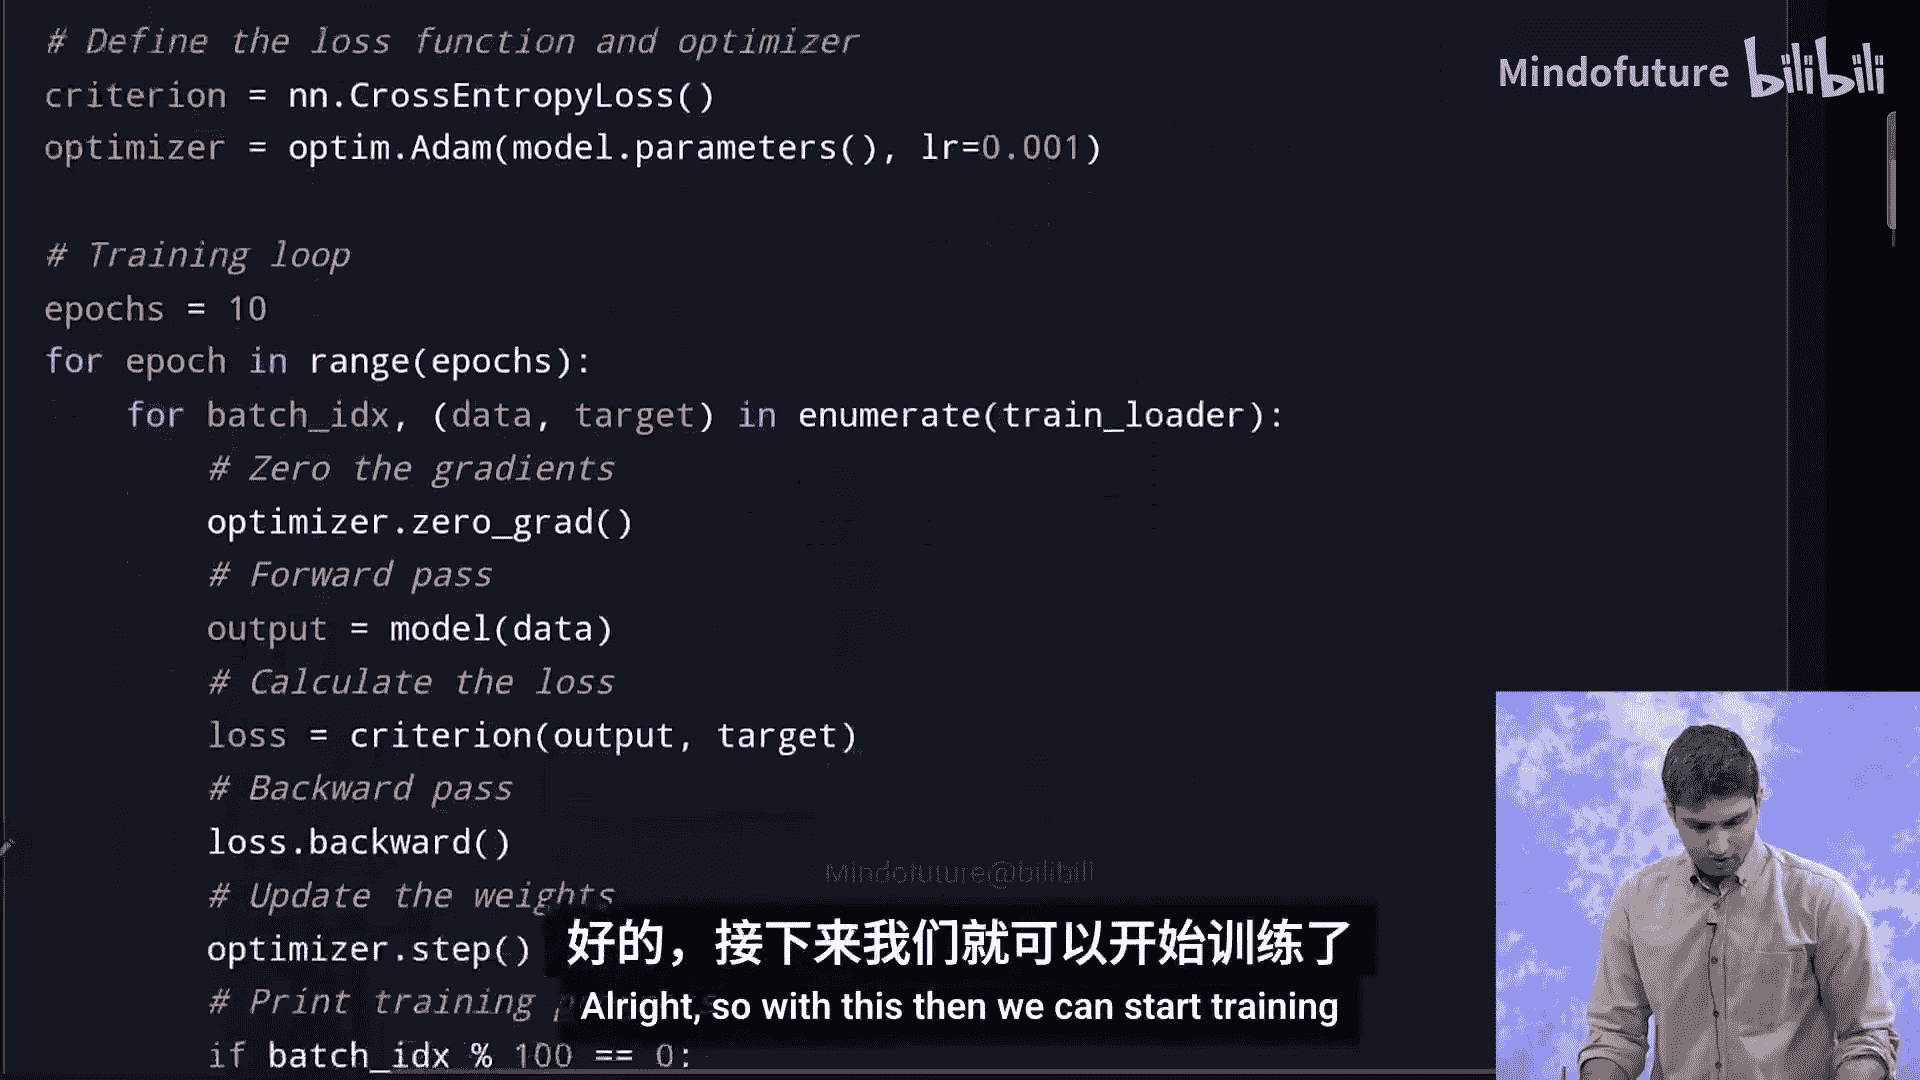 # Define the loss function and optimizer
criterion = nn.CrossEntropyLoss()
optimizer = optim.Adam(model.parameters(), lr=0.001)
# Training loop
epochs = 10
for epoch in range(epochs):
for batch_idx, (data, target) in enumerate(train_loader):
# Zero the gradients
optimizer.zero_grad()
# Forward pass
output = model(data)
# Calculate the loss
loss = criterion(output, target)
# Backward pass
loss.backward()
# Update the weights
optimizer.step()
# Print training
if batch_idx % 100 == 0:
Mindofuture bilibili
Mindofuture@bilibili
好的，接下来我们就可以开始训练了
Alright, so with this then we can start training